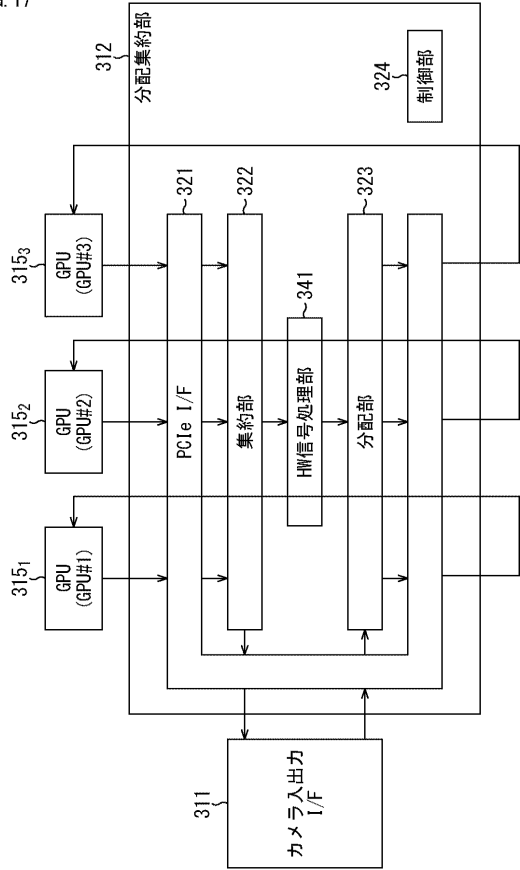 17
315₁
GPU
(GPU#1)
315₂
GPU
(GPU#2)
315₃
GPU
(GPU#3)
312
分配集約部
PCIe I/F
321
311
カメラ入出力
I/F
集約部
322
HW信号処理部
341
分配部
323
324
制御部